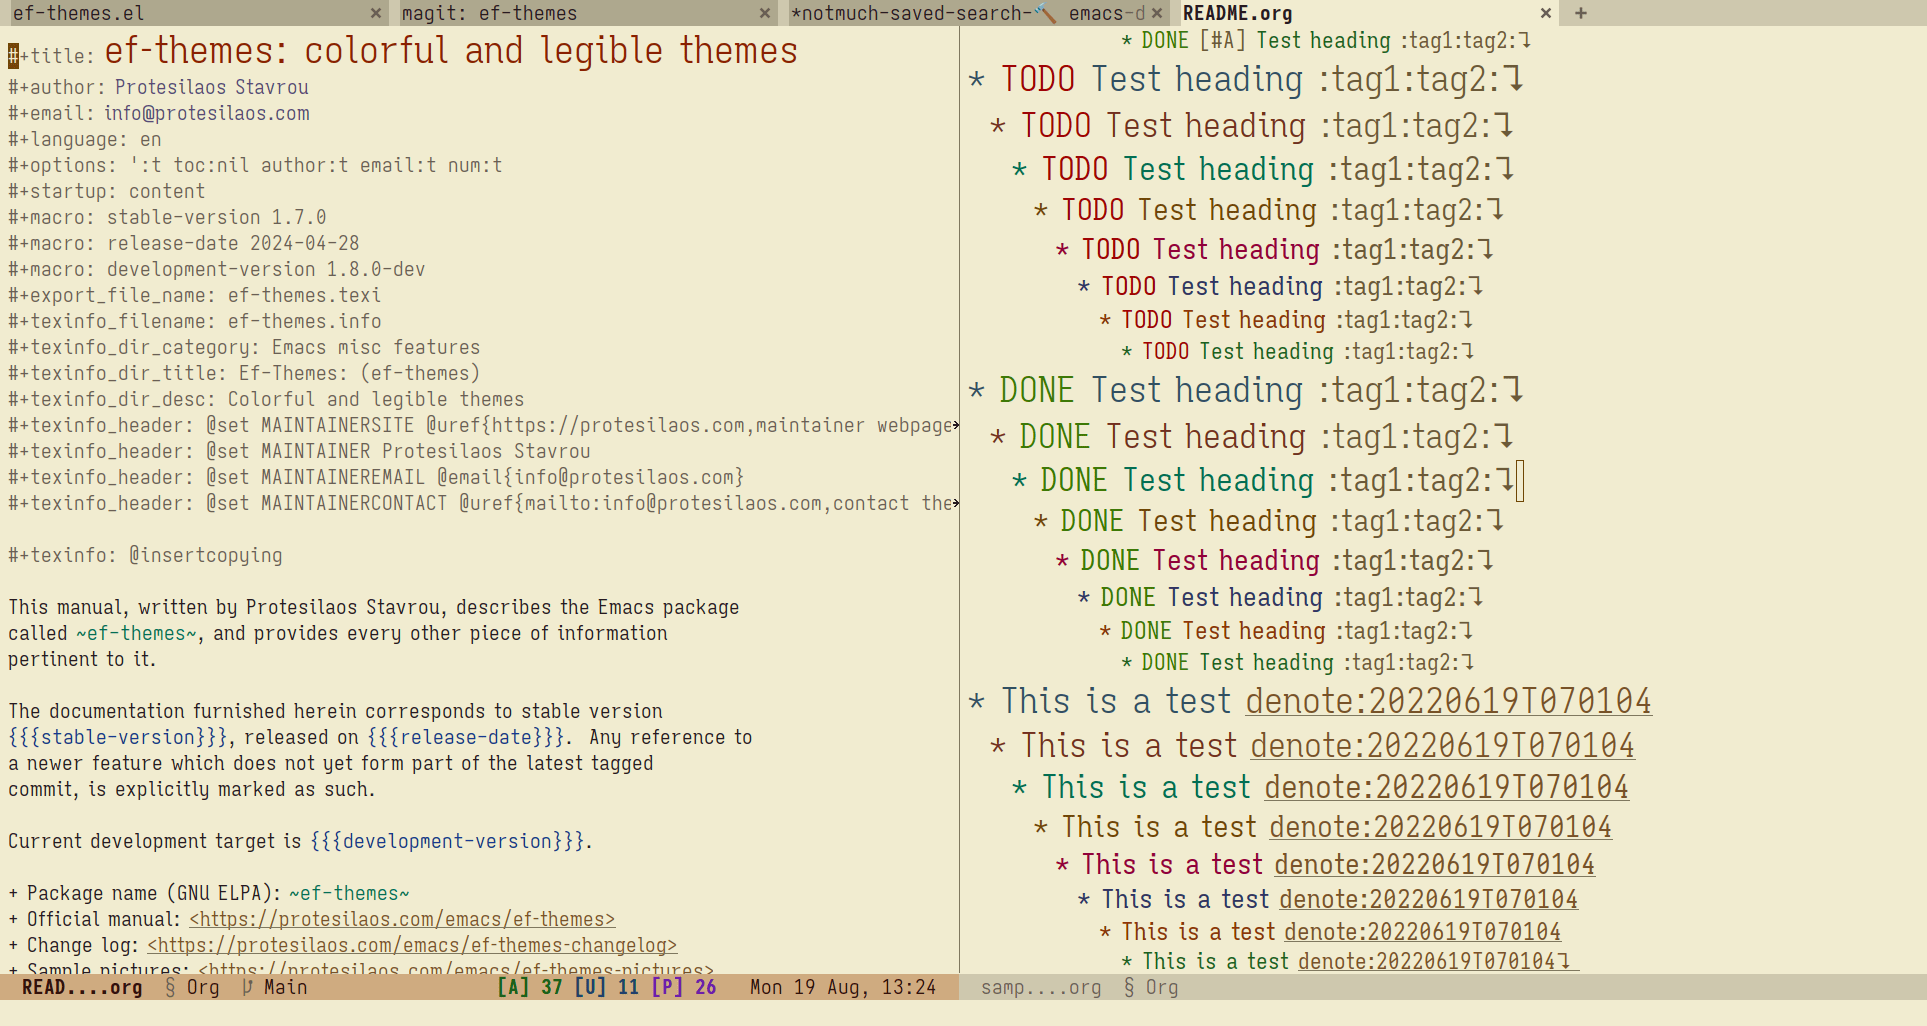 ef-themes.el × magit: ef-themes × *notmuch-saved-search-🔨 emacs-d × README.org × +
#+title: ef-themes: colorful and legible themes
#+author: Protesilaos Stavrou
#+email: info@protesilaos.com
#+language: en
#+options: ':t toc:nil author:t email:t num:t
#+startup: content
#+macro: stable-version 1.7.0
#+macro: release-date 2024-04-28
#+macro: development-version 1.8.0-dev
#+export_file_name: ef-themes.texi
#+texinfo_filename: ef-themes.info
#+texinfo_dir_category: Emacs misc features
#+texinfo_dir_title: Ef-Themes: (ef-themes)
#+texinfo_dir_desc: Colorful and legible themes
#+texinfo_header: @set MAINTAINERSITE @uref{https://protesilaos.com,maintainer webpage
#+texinfo_header: @set MAINTAINER Protesilaos Stavrou
#+texinfo_header: @set MAINTAINEREMAIL @email{info@protesilaos.com}
#+texinfo_header: @set MAINTAINERCONTACT @uref{mailto:info@protesilaos.com,contact the
#+texinfo: @insertcopying
This manual, written by Protesilaos Stavrou, describes the Emacs package
called ~ef-themes~, and provides every other piece of information
pertinent to it.
The documentation furnished herein corresponds to stable version
{{{stable-version}}}, released on {{{release-date}}}.  Any reference to
a newer feature which does not yet form part of the latest tagged
commit, is explicitly marked as such.
Current development target is {{{development-version}}}.
+ Package name (GNU ELPA): ~ef-themes~
+ Official manual: <https://protesilaos.com/emacs/ef-themes>
+ Change log: <https://protesilaos.com/emacs/ef-themes-changelog>
+ Sample pictures: <https://protesilaos.com/emacs/ef-themes-pictures>
READ....org § Org Main [A] 37 [U] 11 [P] 26 Mon 19 Aug, 13:24
* DONE [#A] Test heading :tag1:tag2:⤵
* TODO Test heading :tag1:tag2:⤵
* TODO Test heading :tag1:tag2:⤵
* TODO Test heading :tag1:tag2:⤵
* TODO Test heading :tag1:tag2:⤵
* TODO Test heading :tag1:tag2:⤵
* TODO Test heading :tag1:tag2:⤵
* TODO Test heading :tag1:tag2:⤵
* TODO Test heading :tag1:tag2:⤵
* DONE Test heading :tag1:tag2:⤵
* DONE Test heading :tag1:tag2:⤵
* DONE Test heading :tag1:tag2:⤵
* DONE Test heading :tag1:tag2:⤵
* DONE Test heading :tag1:tag2:⤵
* DONE Test heading :tag1:tag2:⤵
* DONE Test heading :tag1:tag2:⤵
* DONE Test heading :tag1:tag2:⤵
* This is a test denote:20220619T070104
* This is a test denote:20220619T070104
* This is a test denote:20220619T070104
* This is a test denote:20220619T070104
* This is a test denote:20220619T070104
* This is a test denote:20220619T070104
* This is a test denote:20220619T070104
* This is a test denote:20220619T070104⤵
samp....org § Org